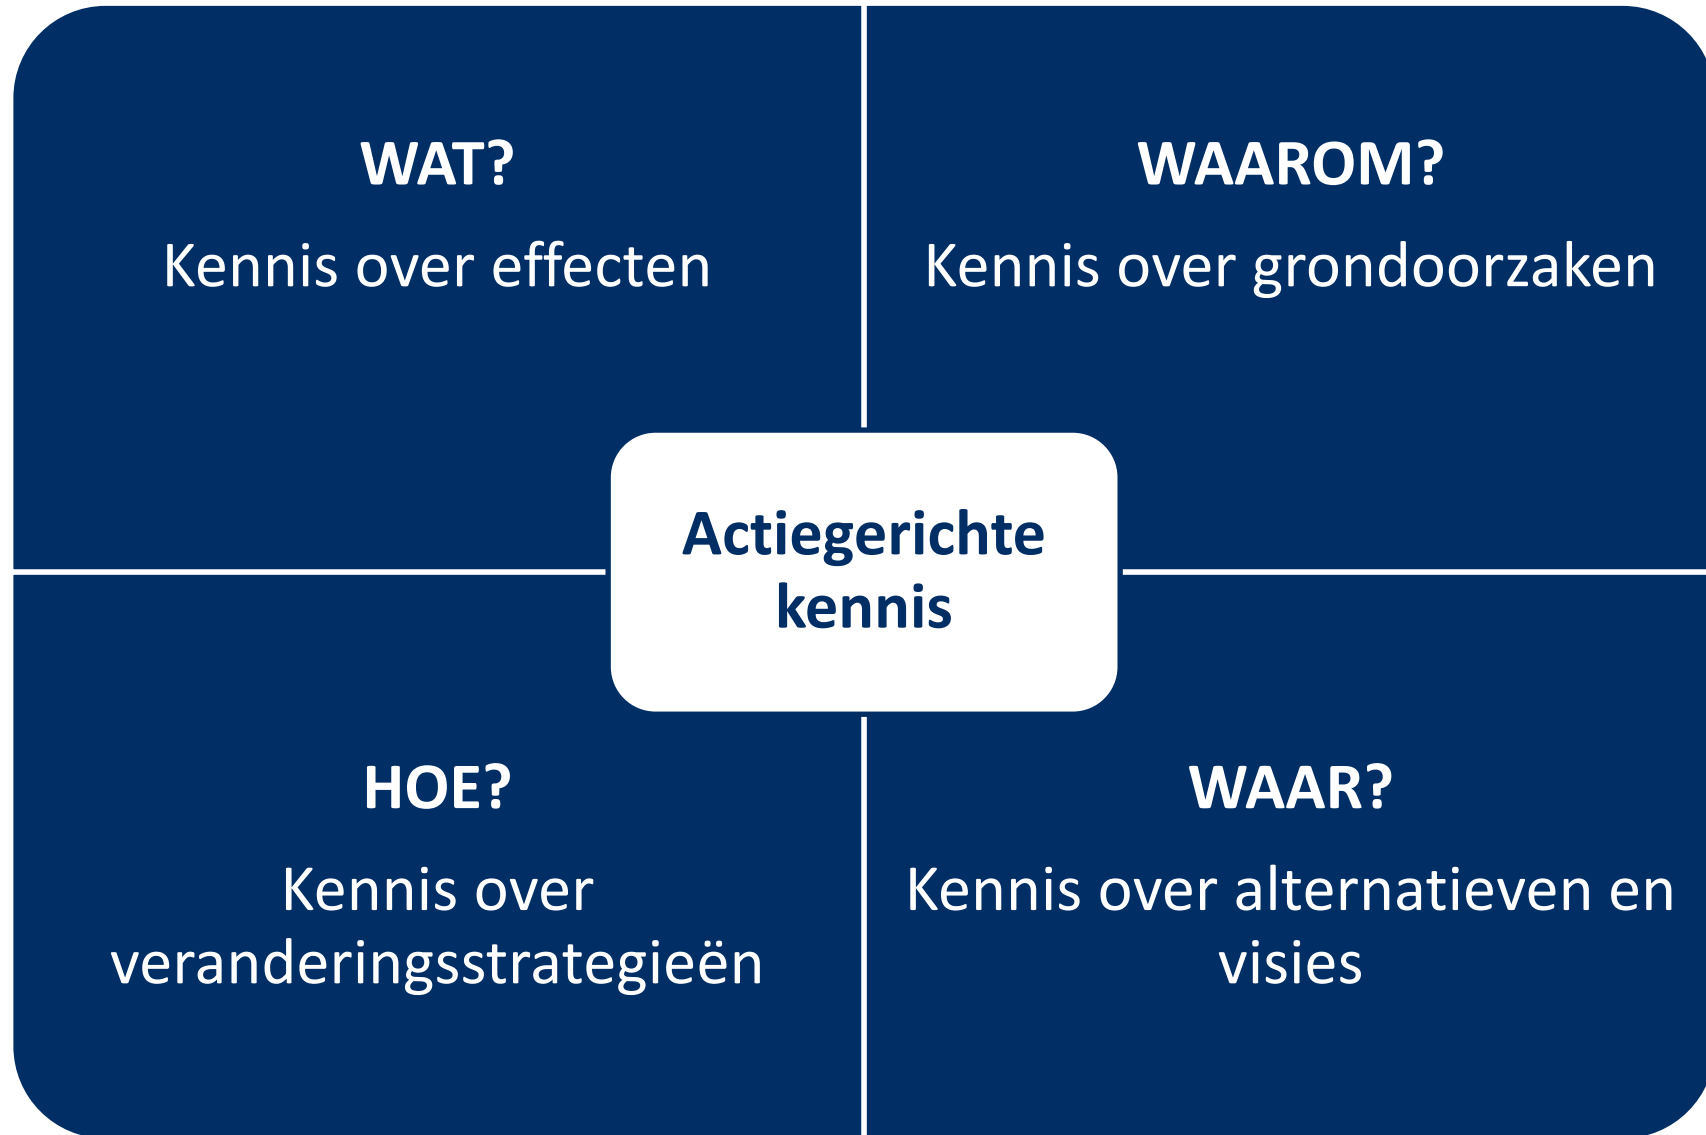 WAT?
Kennis over effecten
WAAROM?
Kennis over grondoorzaken
Actiegerichte
kennis
HOE?
Kennis over
veranderingsstrategieën
WAAR?
Kennis over alternatieven en
visies